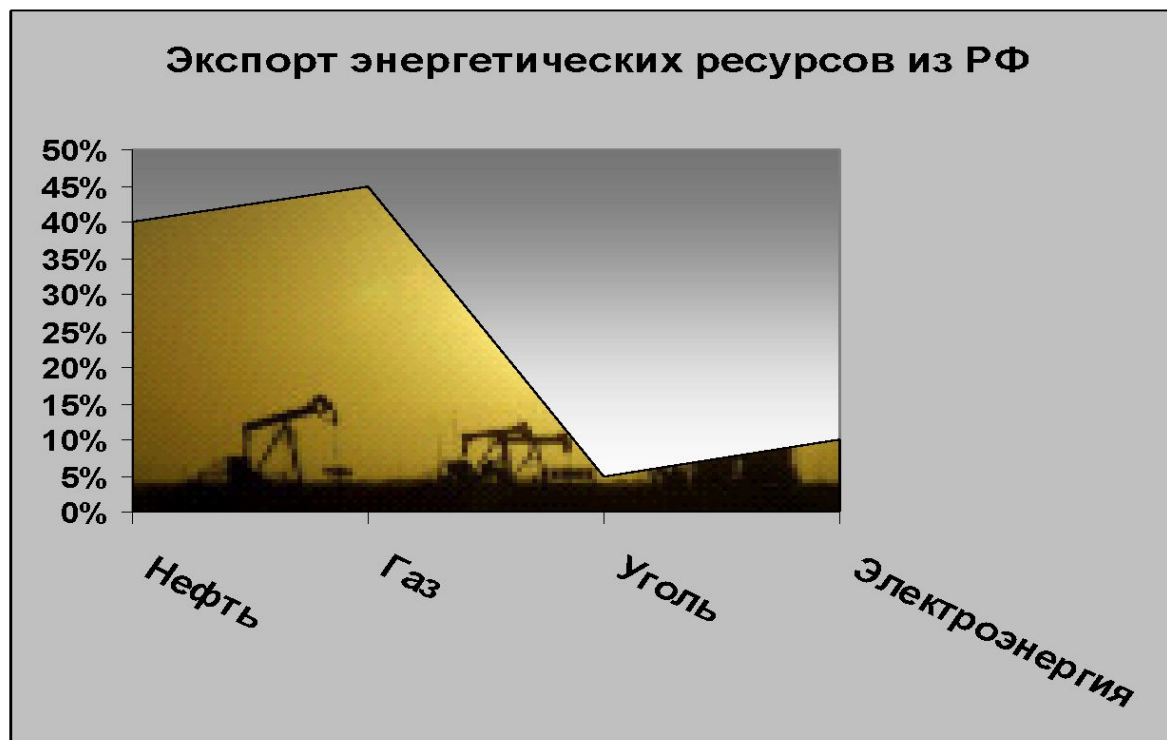 Экспорт энергетических ресурсов из РФ
50%
45%
40%
35%
30%
25%
20%
15%
10%
5%
0%
Нефть
Газ
Уголь
Электроэнергия